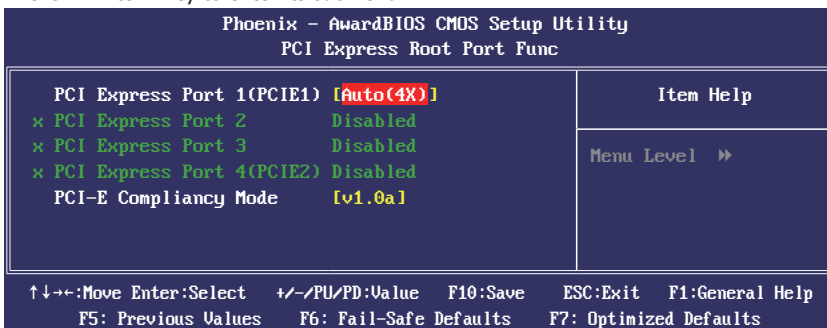 Phoenix - AwardBIOS CMOS Setup Utility
PCI Express Root Port Func
PCI Express Port 1(PCIE1) [Auto(4X)]
x PCI Express Port 2 Disabled
x PCI Express Port 3 Disabled
x PCI Express Port 4(PCIE2) Disabled
PCI-E Compliancy Mode [v1.0a]
Item Help
Menu Level ▸▸
↑↓→←:Move Enter:Select +/-/PU/PD:Value F10:Save ESC:Exit F1:General Help
F5: Previous Values F6: Fail-Safe Defaults F7: Optimized Defaults